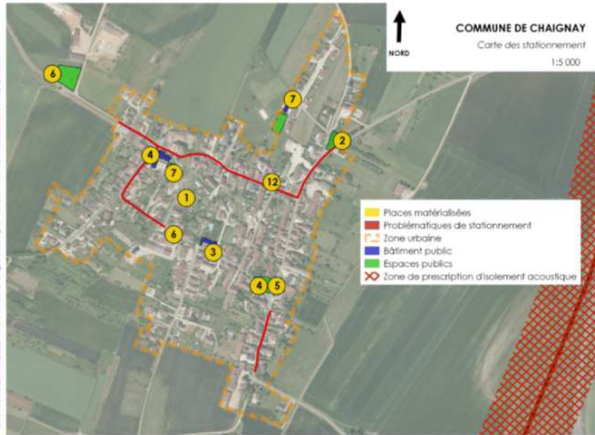 COMMUNE DE CHAIGNAY
Carte des stationnement
1:5 000
NORD
6
7
2
4
7
12
1
6
3
4
5
Places matérialisées
Problématiques de stationnement
Zone urbaine
Bâtiment public
Espaces publics
Zone de prescription d'isolement acoustique